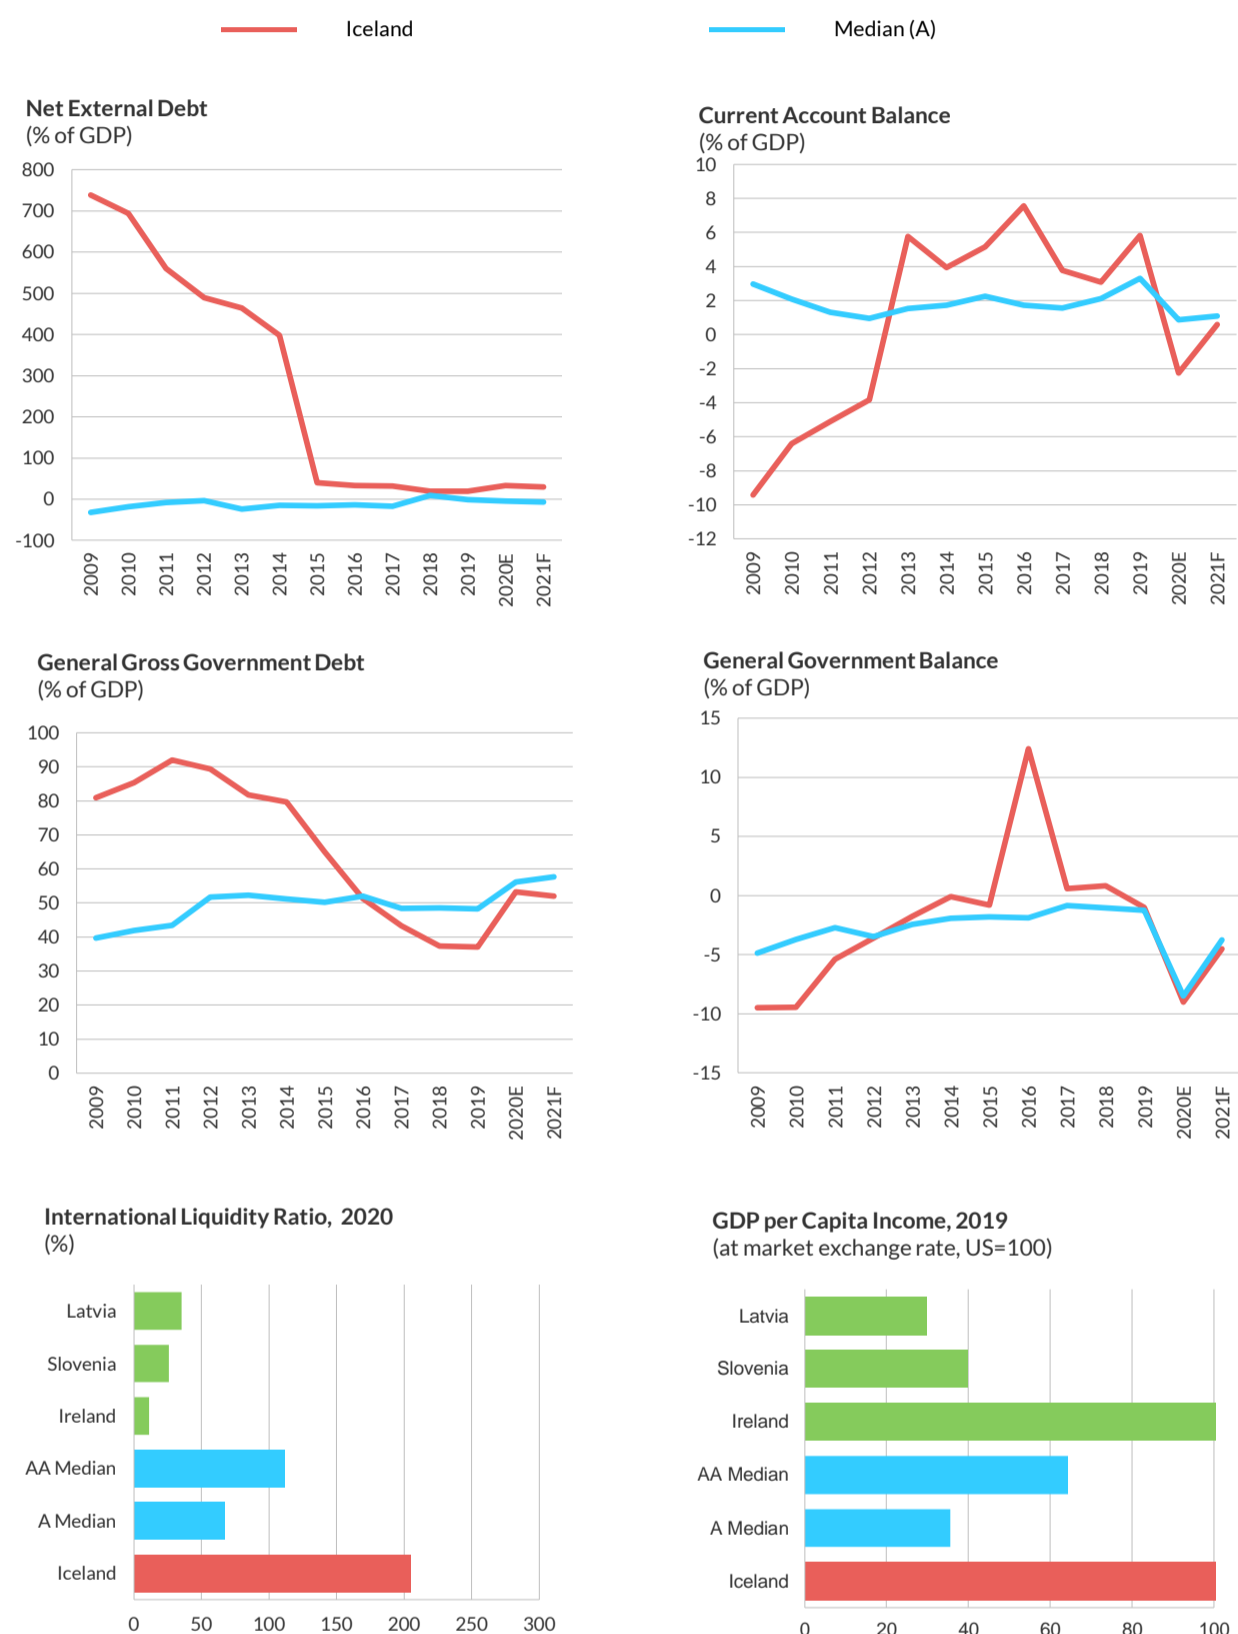 Iceland
Median (A)
Net External Debt
(% of GDP)
800
700
600
500
400
300
200
100
0
-100
2009
2010
2011
2012
2013
2014
2015
2016
2017
2018
2019
2020E
2021F
Current Account Balance
(% of GDP)
10
8
6
4
2
0
-2
-4
-6
-8
-10
-12
2009
2010
2011
2012
2013
2014
2015
2016
2017
2018
2019
2020E
2021F
General Gross Government Debt
(% of GDP)
100
90
80
70
60
50
40
30
20
10
0
2009
2010
2011
2012
2013
2014
2015
2016
2017
2018
2019
2020E
2021F
General Government Balance
(% of GDP)
15
10
5
0
-5
-10
-15
2009
2010
2011
2012
2013
2014
2015
2016
2017
2018
2019
2020E
2021F
International Liquidity Ratio, 2020
(%)
Latvia
Slovenia
Ireland
AA Median
A Median
Iceland
0 50 100 150 200 250 300
GDP per Capita Income, 2019
(at market exchange rate, US=100)
Latvia
Slovenia
Ireland
AA Median
A Median
Iceland
0 20 40 60 80 100